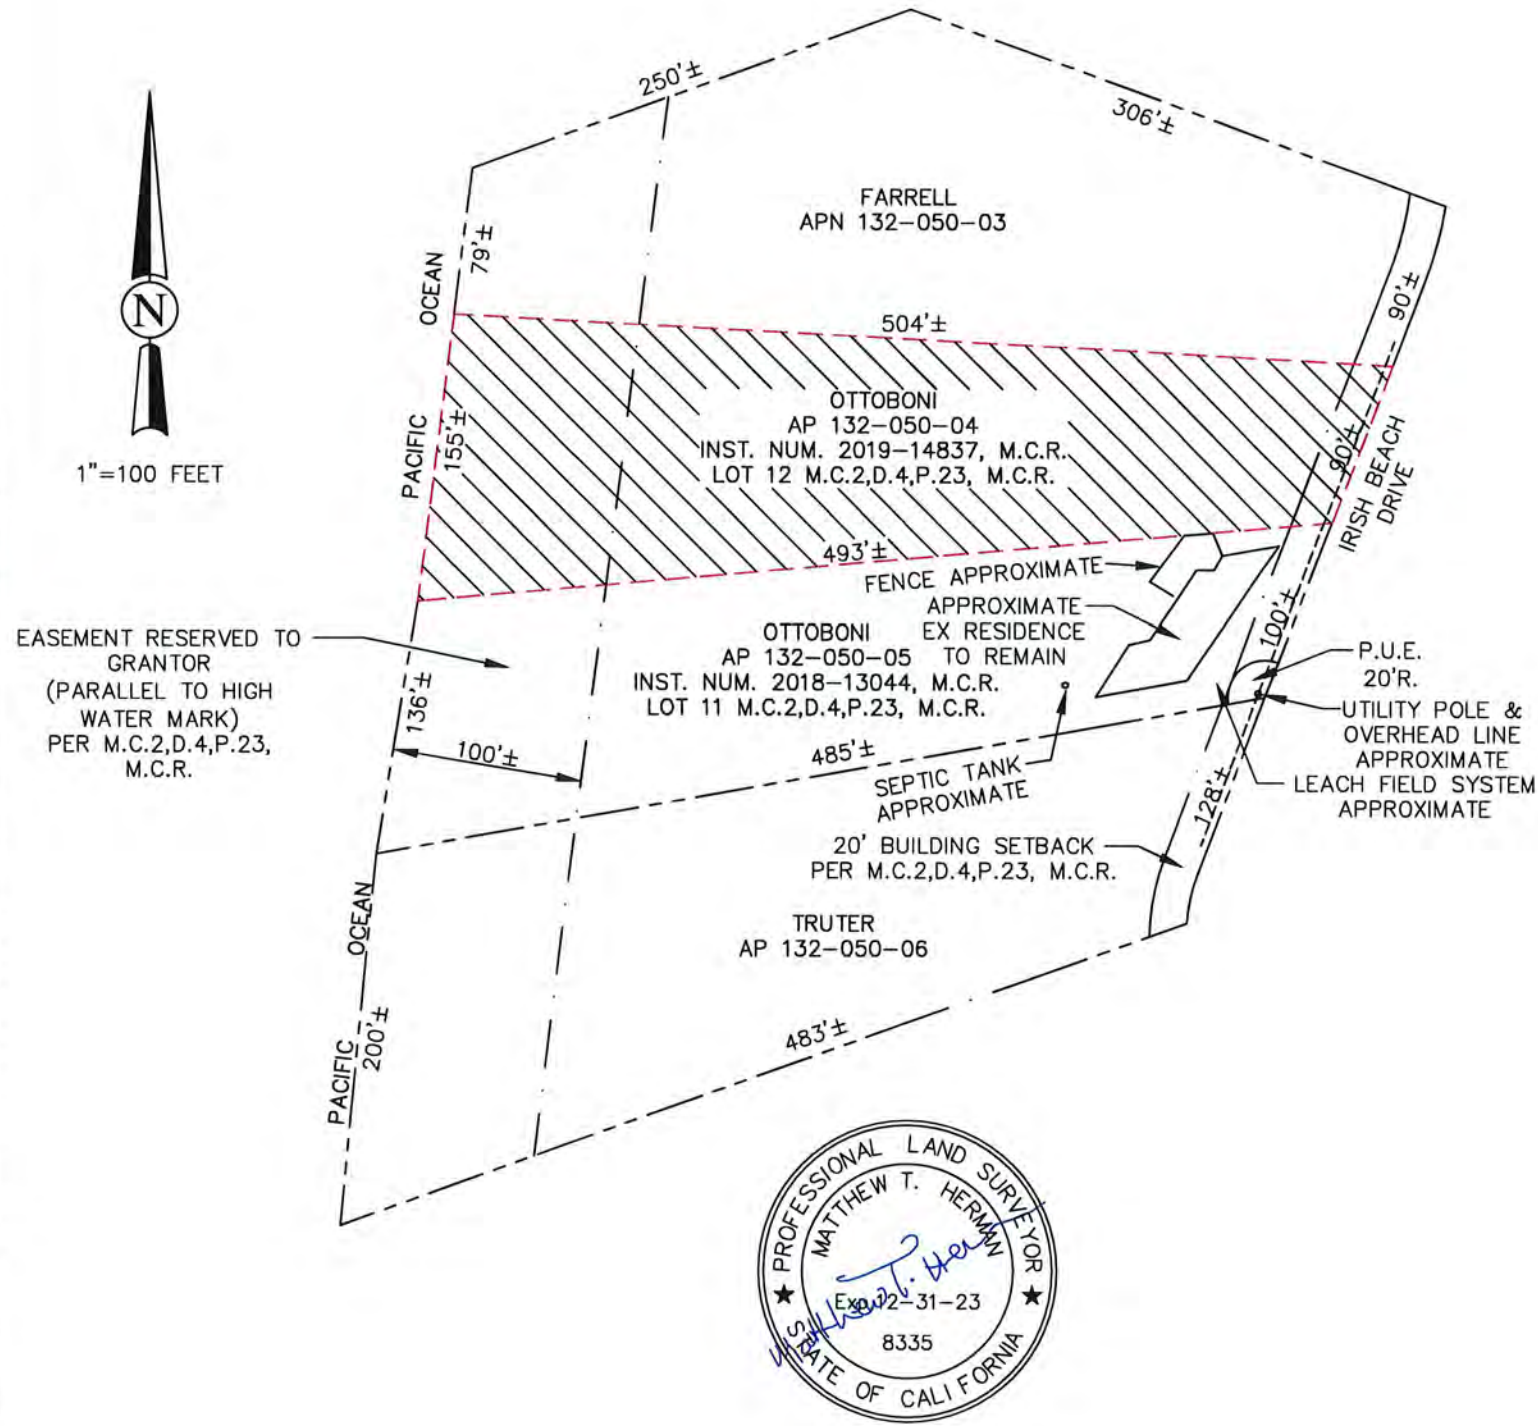 250'±
306'±
FARRELL
APN 132-050-03
79'±
PACIFIC OCEAN
90'±
504'±
N
1"=100 FEET
155'±
OTTOBONI
AP 132-050-04
INST. NUM. 2019-14837, M.C.R.
LOT 12 M.C.2,D.4,P.23, M.C.R.
90'±
IRISH BEACH
DRIVE
493'±
FENCE APPROXIMATE
APPROXIMATE
EX RESIDENCE
TO REMAIN
100'±
EASEMENT RESERVED TO
GRANTOR
(PARALLEL TO HIGH
WATER MARK)
PER M.C.2,D.4,P.23,
M.C.R.
OTTOBONI
AP 132-050-05
INST. NUM. 2018-13044, M.C.R.
LOT 11 M.C.2,D.4,P.23, M.C.R.
P.U.E.
20'R.
136'±
100'±
485'±
UTILITY POLE &
OVERHEAD LINE
APPROXIMATE
SEPTIC TANK
APPROXIMATE
LEACH FIELD SYSTEM
APPROXIMATE
128'±
20' BUILDING SETBACK
PER M.C.2,D.4,P.23, M.C.R.
PACIFIC OCEAN
TRUTER
AP 132-050-06
200'±
483'±
PROFESSIONAL LAND SURVEYOR
MATTHEW T. HERMAN
Matthew T. Her
Exp. 12-31-23
8335
STATE OF CALIFORNIA